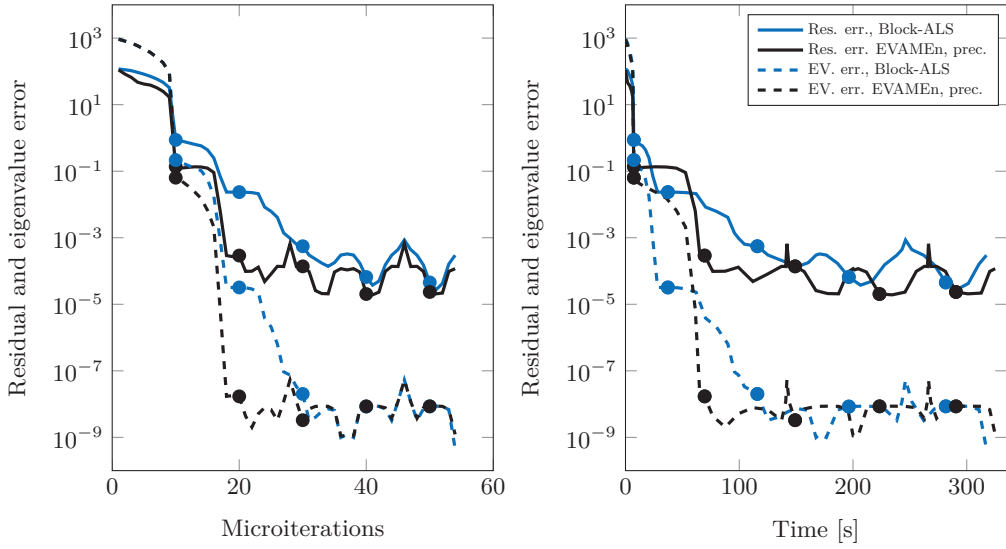 10^3
10^1
10^−1
10^−3
10^−5
10^−7
10^−9
0
20
40
60
Microiterations
Residual and eigenvalue error
10^3
10^1
10^−1
10^−3
10^−5
10^−7
10^−9
0
100
200
300
Time [s]
Residual and eigenvalue error
Res. err., Block-ALS
Res. err. EVAMEn, prec.
EV. err., Block-ALS
EV. err. EVAMEn, prec.